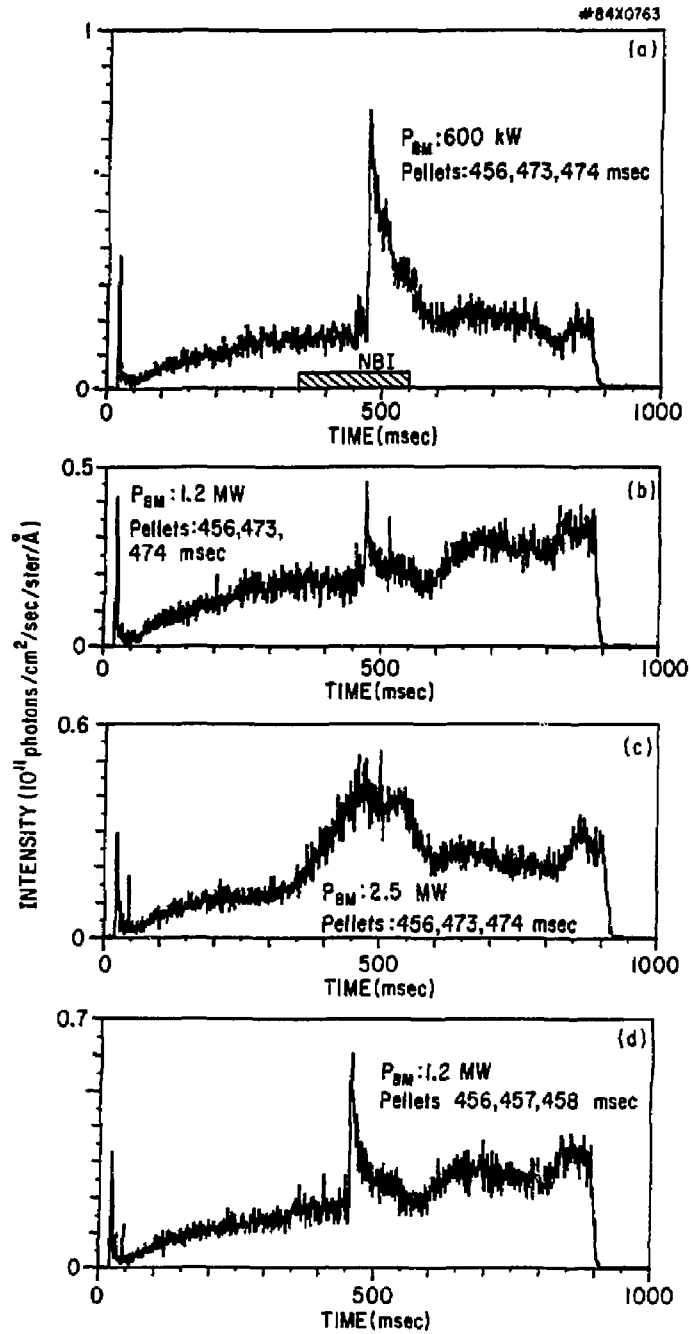 #84X0763
1
(a)
P_BM:600 kW
Pellets:456,473,474 msec
NBI
0
0 500 1000
TIME(msec)
0.5
(b)
P_BM:1.2 MW
Pellets:456,473,
474 msec
0
0 500 1000
TIME(msec)
INTENSITY (10^11 photons/cm²/sec/ster/Å)
0.6
(c)
P_BM:2.5 MW
Pellets:456,473,474 msec
0
0 500 1000
TIME(msec)
0.7
(d)
P_BM:1.2 MW
Pellets 456,457,458 msec
0
0 500 1000
TIME(msec)